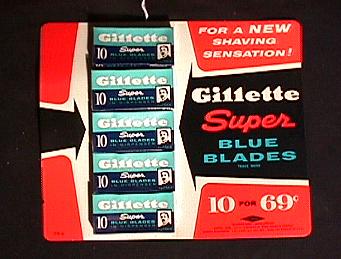 FOR A NEW
SHAVING
SENSATION!
Gillette
Super
BLUE
BLADES
TRADE MARK
10 FOR 69¢
Gillette
Super
10 BLUE BLADES
IN DISPENSER
Gillette
Super
10 BLUE BLADES
IN DISPENSER
Gillette
Super
10 BLUE BLADES
IN DISPENSER
Gillette
Super
10 BLUE BLADES
IN DISPENSER
Gillette
Super
10 BLUE BLADES
IN DISPENSER